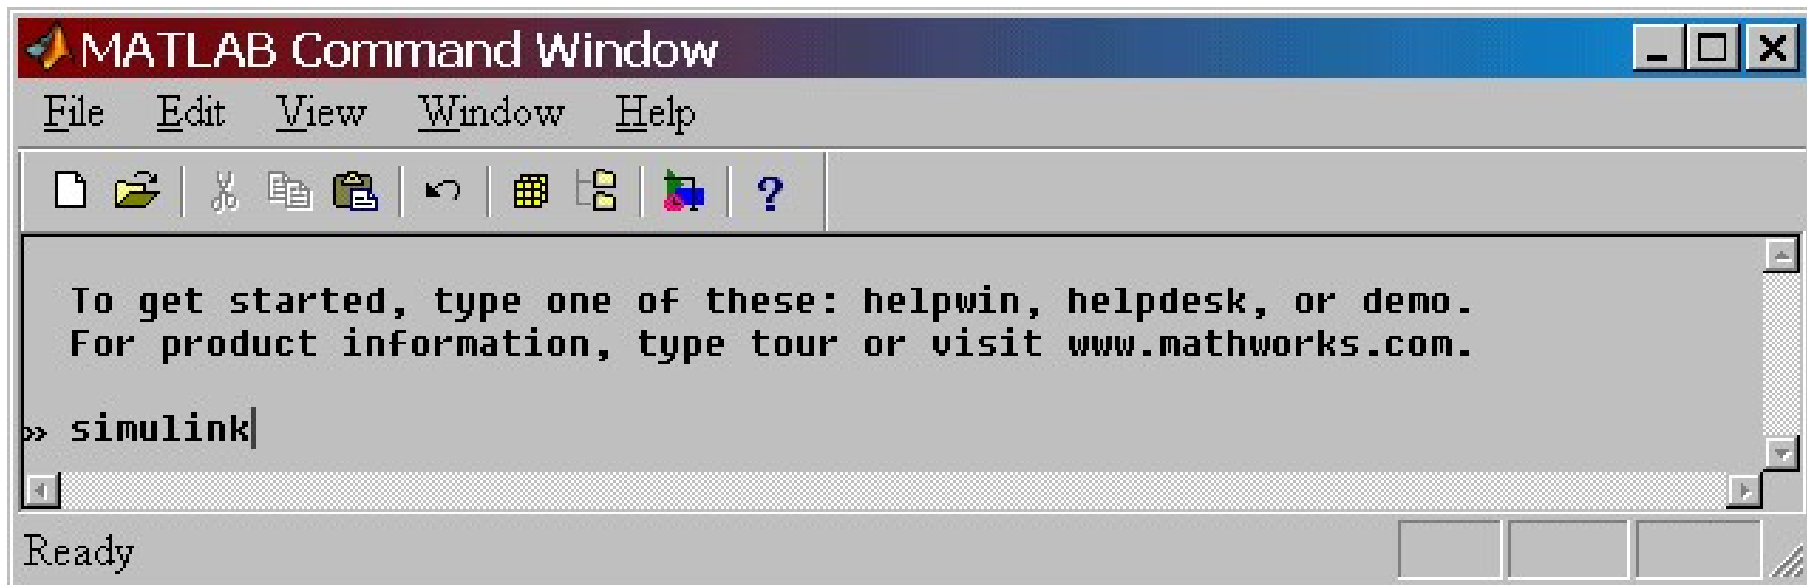 MATLAB Command Window
File Edit View Window Help
?
To get started, type one of these: helpwin, helpdesk, or demo.
For product information, type tour or visit www.mathworks.com.
» simulink
Ready